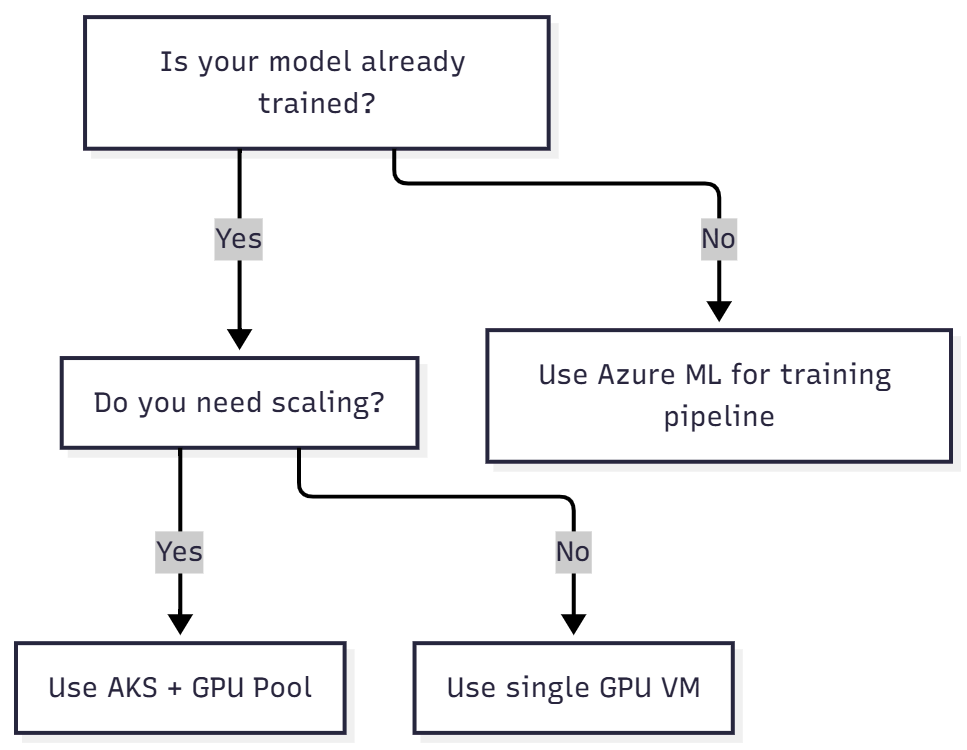 Is your model already
trained?
Yes
No
Use Azure ML for training
pipeline
Do you need scaling?
Yes
No
Use AKS + GPU Pool
Use single GPU VM